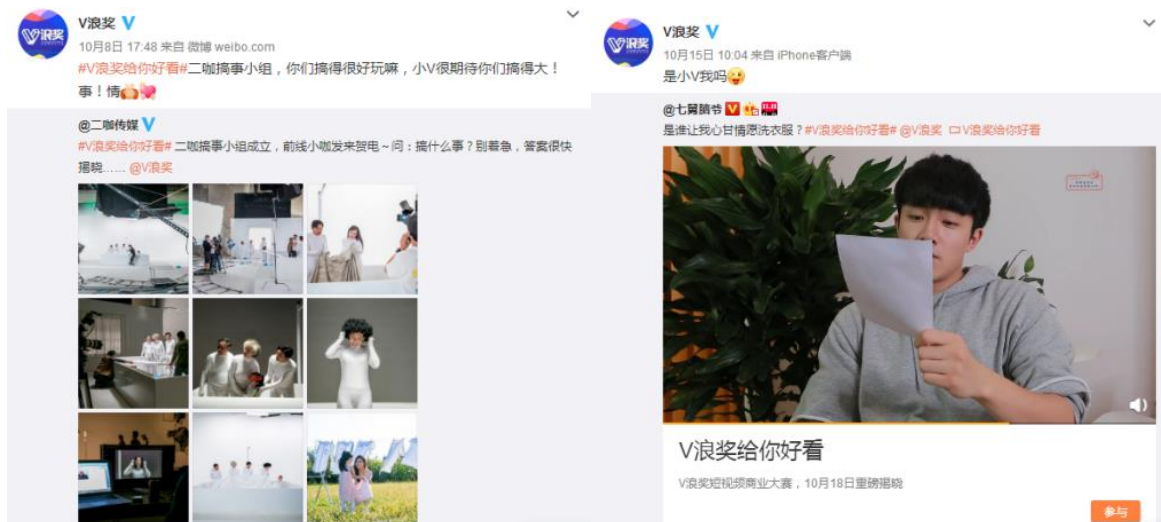 V浪奖
V浪奖
10月8日 17:48 来自 微博 weibo.com
#V浪奖给你好看#二咖搞事小组，你们搞得很好玩嘛，小V很期待你们搞得大！
事！情
@二咖传媒
#V浪奖给你好看# 二咖搞事小组成立，前线小咖发来贺电～问：搞什么事？别着急，答案很快
揭晓…… @V浪奖
V浪奖
V浪奖
10月15日 10:04 来自 iPhone客户端
是小V我吗
@七舅脑爷
是谁让我心甘情愿洗衣服？#V浪奖给你好看# @V浪奖 V浪奖给你好看
V浪奖给你好看
V浪奖短视频商业大赛，10月18日重磅揭晓
参与